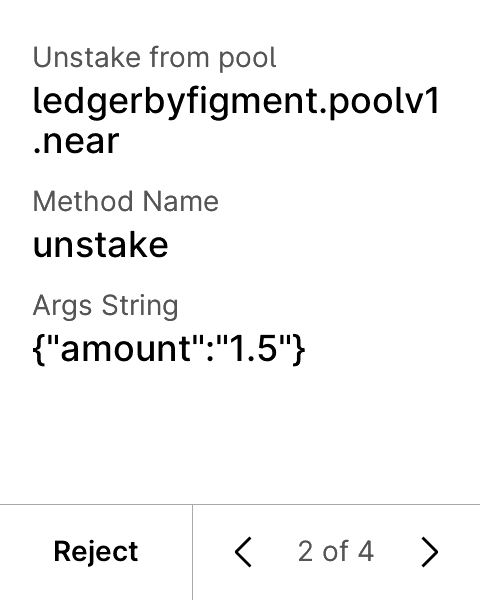 Unstake from pool
ledgerbyfigment.poolv1
.near
Method Name
unstake
Args String
{"amount":"1.5"}
Reject
2 of 4